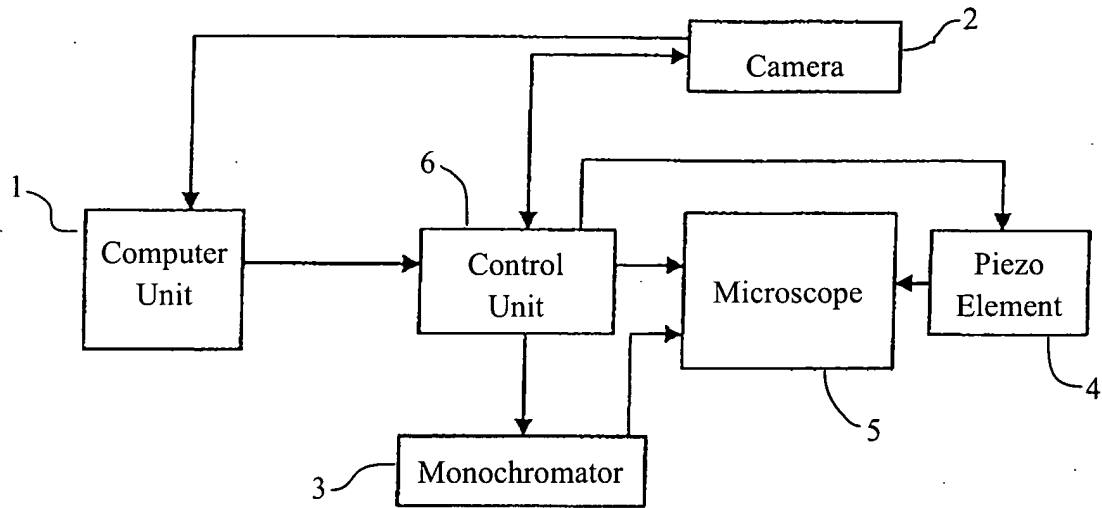 2
Camera
1
6
Computer
Unit
Control
Unit
Microscope
Piezo
Element
4
5
3
Monochromator